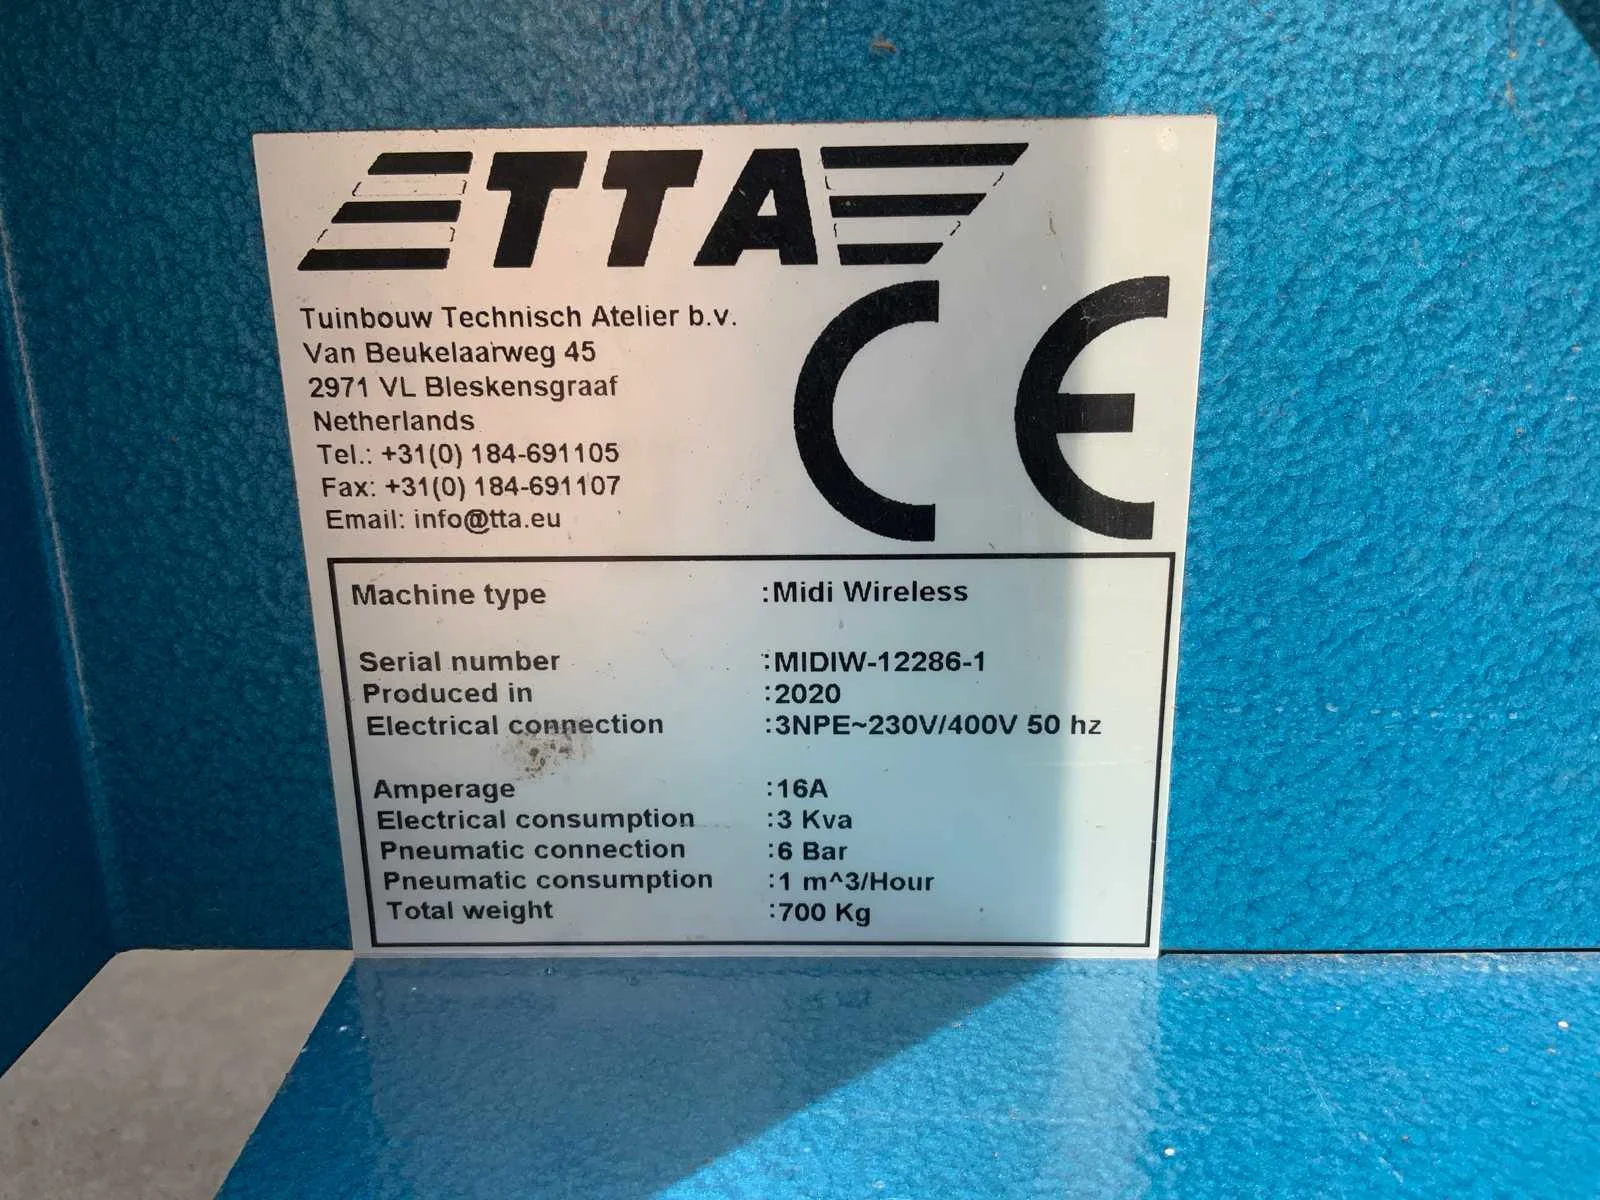 TTA
CE
Tuinbouw Technisch Atelier b.v.
Van Beukelaarweg 45
2971 VL Bleskensgraaf
Netherlands
Tel.: +31(0) 184-691105
Fax: +31(0) 184-691107
Email: info@tta.eu
Machine type :Midi Wireless
Serial number :MIDIW-12286-1
Produced in :2020
Electrical connection :3NPE~230V/400V 50 hz
Amperage :16A
Electrical consumption :3 Kva
Pneumatic connection :6 Bar
Pneumatic consumption :1 m^3/Hour
Total weight :700 Kg